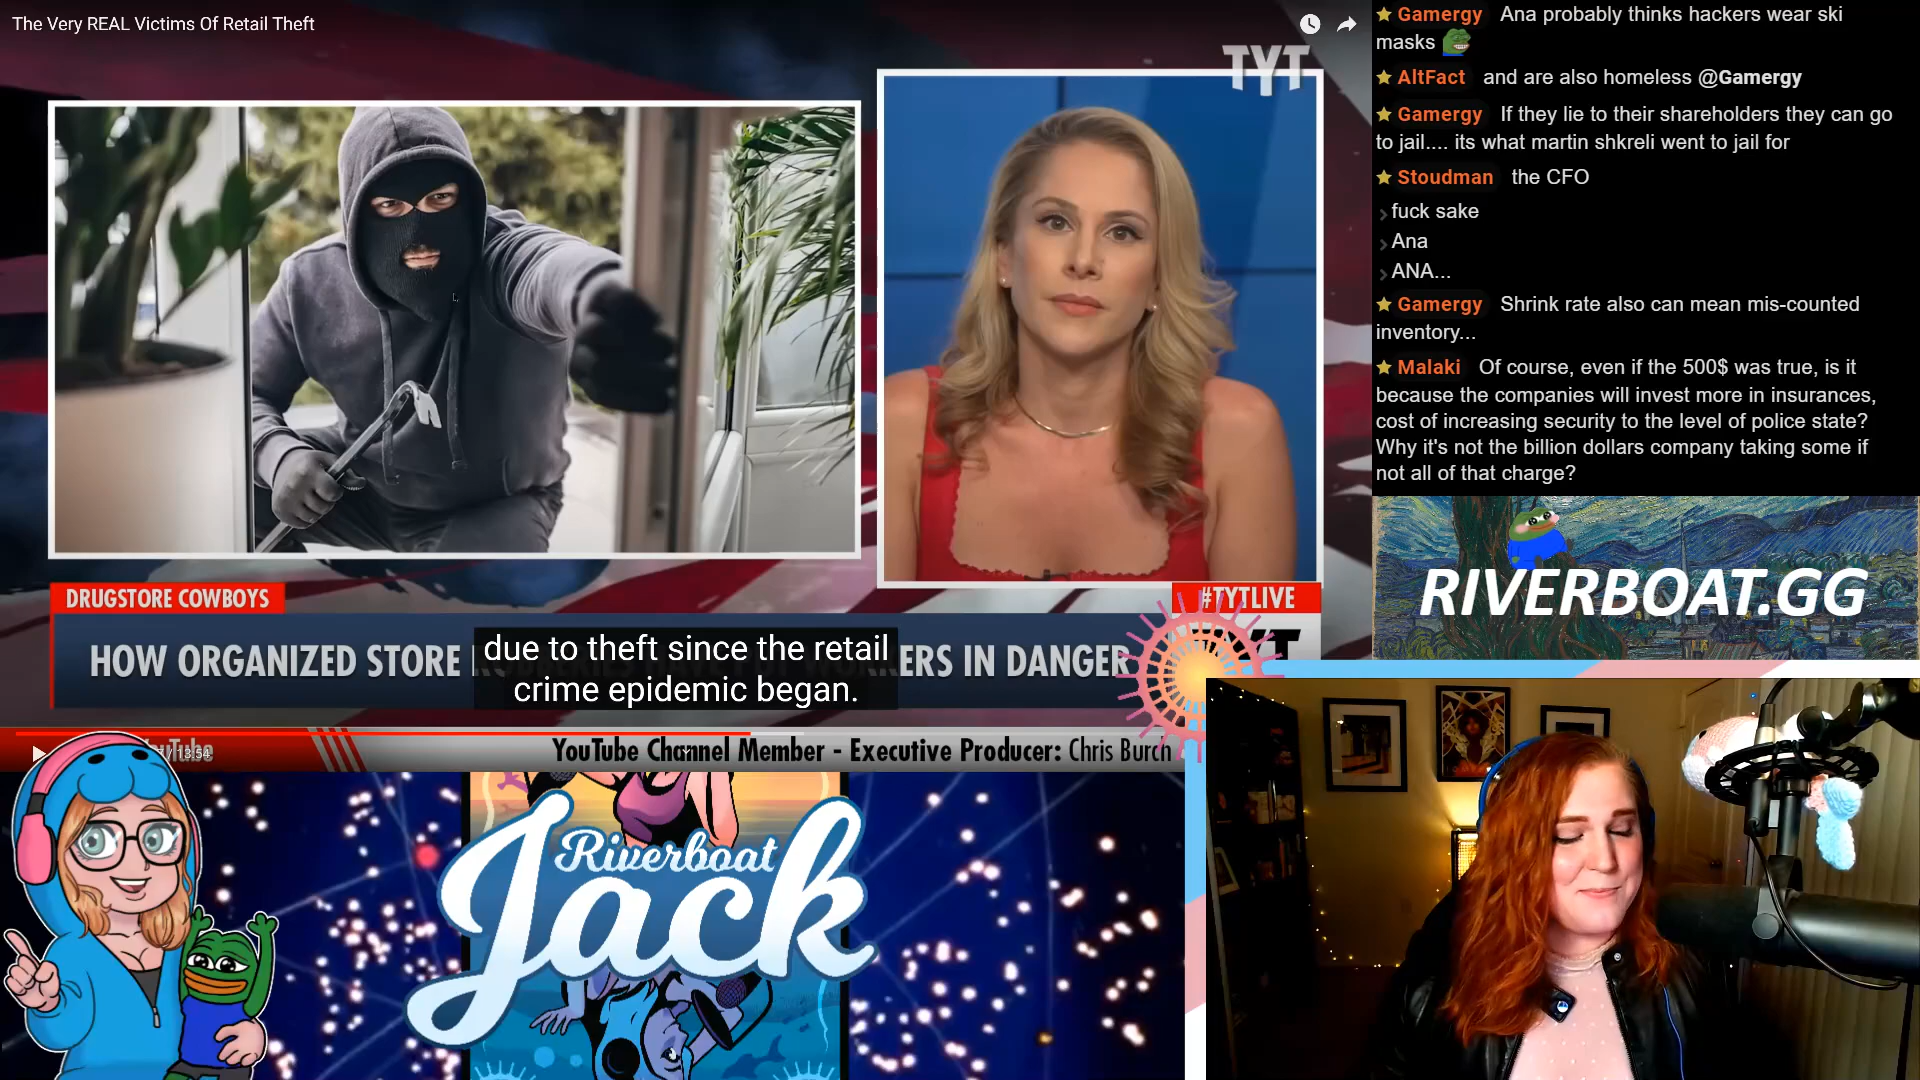 The Very REAL Victims Of Retail Theft
TYT
DRUGSTORE COWBOYS
#TYTLIVE
HOW ORGANIZED STORE
ERS IN DANGER
due to theft since the retail
crime epidemic began.
/ 13:54
YouTube Channel Member - Executive Producer: Chris Burch
Riverboat
Jack
Gamergy Ana probably thinks hackers wear ski
masks
AltFact and are also homeless @Gamergy
Gamergy If they lie to their shareholders they can go
to jail.... its what martin shkreli went to jail for
Stoudman the CFO
fuck sake
Ana
ANA...
Gamergy Shrink rate also can mean mis-counted
inventory...
Malaki Of course, even if the 500$ was true, is it
because the companies will invest more in insurances,
cost of increasing security to the level of police state?
Why it's not the billion dollars company taking some if
not all of that charge?
RIVERBOAT.GG